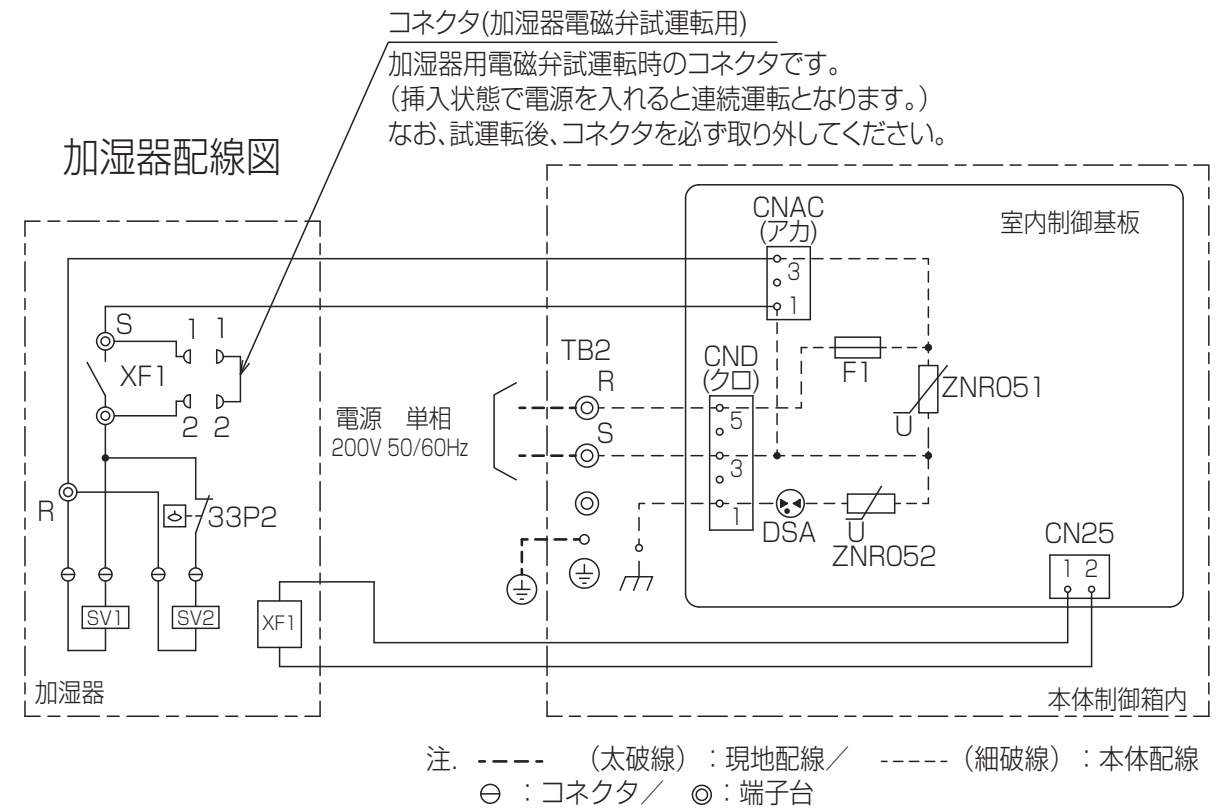 コネクタ(加湿器電磁弁試運転用)
加湿器用電磁弁試運転時のコネクタです。
（挿入状態で電源を入れると連続運転となります。）
なお、試運転後、コネクタを必ず取り外してください。
加湿器配線図
CNAC
(アカ)
室内制御基板
3
1
S
1 1
XF1
2 2
TB2
R
CND
(クロ)
F1
ZNR051
U
電源 単相
200V 50/60Hz
5
S
3
R
33P2
1
DSA
U
ZNR052
CN25
1 2
SV1
SV2
XF1
加湿器
本体制御箱内
注. ---- （太破線）：現地配線／ ----- （細破線）：本体配線
⊖ ：コネクタ／ ◎：端子台